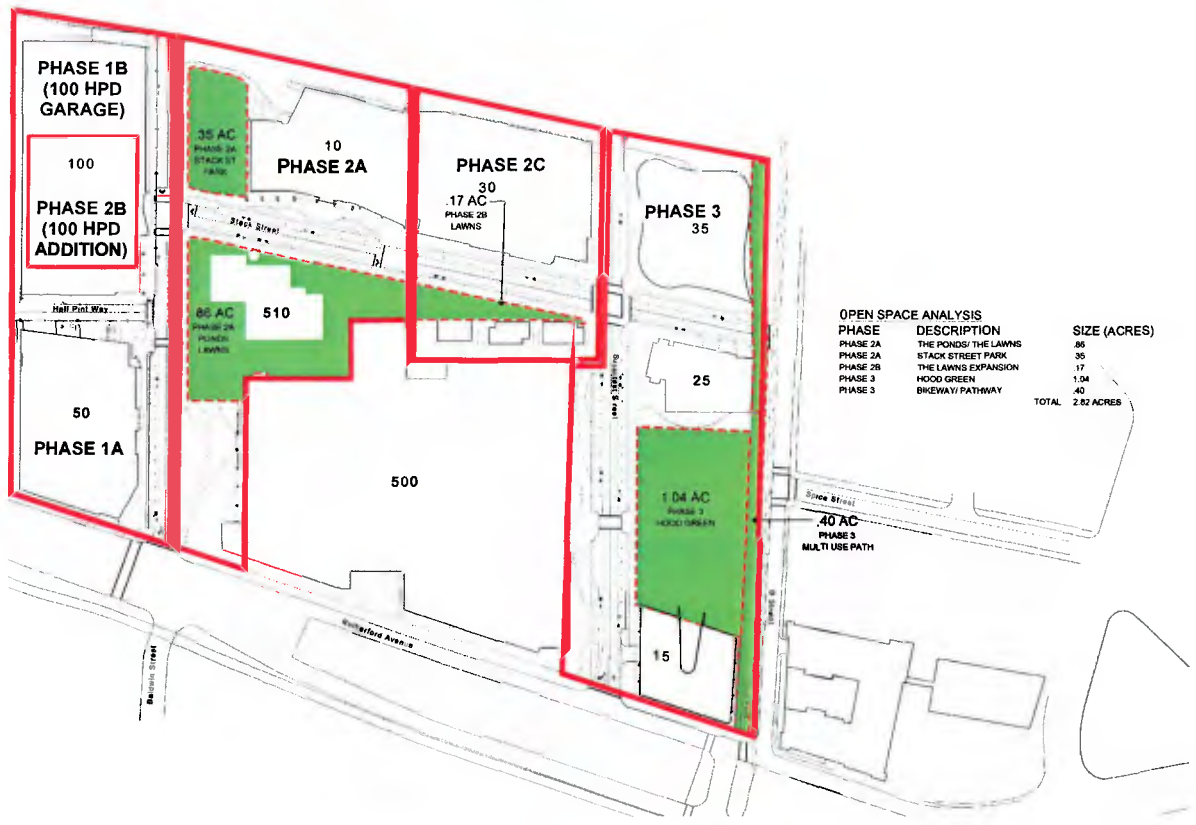 PHASE 1B
(100 HPD
GARAGE)
100
PHASE 2B
(100 HPD
ADDITION)
Half Pint Way
50
PHASE 1A
35 AC
PHASE 2A
STACK ST
PARK
10
PHASE 2A
Stack Street
86 AC
PHASE 2A
PONDS
LAWNS
510
PHASE 2C
30
.17 AC
PHASE 2B
LAWNS
500
PHASE 3
35
25
1.04 AC
PHASE 3
HOOD GREEN
15
.40 AC
PHASE 3
MULTI USE PATH
Spice Street
D Street
Rutherford Avenue
Baldwin Street
OPEN SPACE ANALYSIS
PHASE DESCRIPTION SIZE (ACRES)
PHASE 2A THE PONDS/ THE LAWNS .86
PHASE 2A STACK STREET PARK 35
PHASE 2B THE LAWNS EXPANSION .17
PHASE 3 HOOD GREEN 1.04
PHASE 3 BIKEWAY/ PATHWAY .40
TOTAL 2.82 ACRES